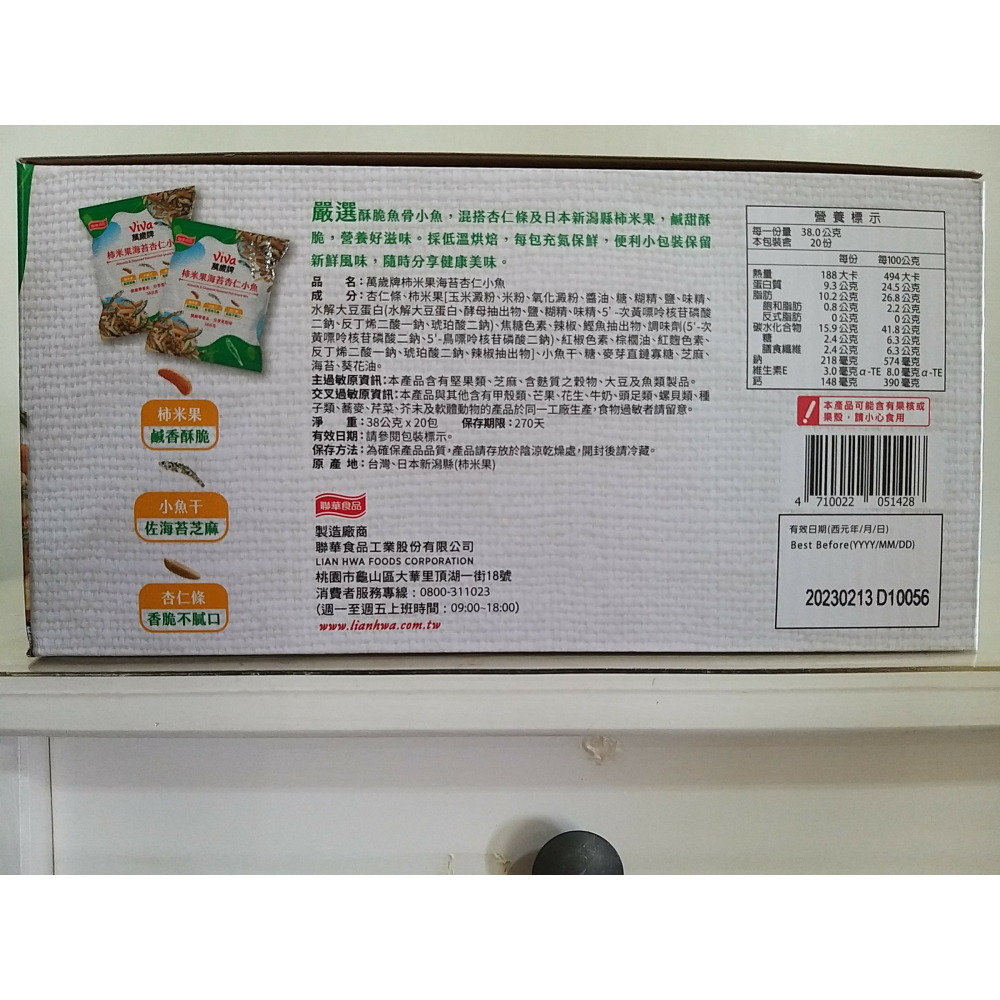 Viva
萬歲牌
柿米果海苔杏仁小
Viva
萬歲牌
柿米果海苔杏仁小魚
柿米果
鹹香酥脆
小魚干
佐海苔芝麻
杏仁條
香脆不膩口
嚴選酥脆魚骨小魚，混搭杏仁條及日本新潟縣柿米果，鹹甜酥
脆，營養好滋味。採低溫烘焙，每包充氮保鮮，便利小包裝保留
新鮮風味，隨時分享健康美味。
品　　名：萬歲牌柿米果海苔杏仁小魚
成　　分：杏仁條、柿米果[玉米澱粉、米粉、氧化澱粉、醬油、糖、糊精、鹽、味精、
水解大豆蛋白(水解大豆蛋白、酵母抽出物、鹽、糊精、味精、5'-次黃嘌呤核苷磷酸
二鈉、反丁烯二酸一鈉、琥珀酸二鈉)、焦糖色素、辣椒、鰹魚抽出物、調味劑(5'-次
黃嘌呤核苷磷酸二鈉、5'-鳥嘌呤核苷磷酸二鈉)、紅椒色素、棕櫚油、紅麴色素、
反丁烯二酸一鈉、琥珀酸二鈉、辣椒抽出物]、小魚干、糖、麥芽直鏈寡糖、芝麻、
海苔、葵花油。
主過敏原資訊：本產品含有堅果類、芝麻、含麩質之穀物、大豆及魚類製品。
交叉過敏原資訊：本產品與其他含有甲殼類、芒果、花生、牛奶、頭足類、螺貝類、種
子類、蕎麥、芹菜、芥末及軟體動物的產品於同一工廠生產，食物過敏者請留意。
淨　　重：38公克 x 20包　保存期限：270天
有效日期：請參閱包裝標示。
保存方法：為確保產品品質，產品請存放於陰涼乾燥處，開封後請冷藏。
原 產 地：台灣、日本新潟縣(柿米果)
聯華食品
製造廠商
聯華食品工業股份有限公司
LIAN HWA FOODS CORPORATION
桃園市龜山區大華里頂湖一街18號
消費者服務專線：0800-311023
(週一至週五上班時間：09:00~18:00)
www.lianhwa.com.tw
營養標示
每一份量 38.0公克
本包裝含 20份
每份 每100公克
熱量 188大卡 494大卡
蛋白質 9.3公克 24.5公克
脂肪 10.2公克 26.8公克
飽和脂肪 0.8公克 2.2公克
反式脂肪 0公克 0公克
碳水化合物 15.9公克 41.8公克
糖 2.4公克 6.3公克
膳食纖維 2.4公克 6.3公克
鈉 218毫克 574毫克
維生素E 3.0毫克α-TE 8.0毫克α-TE
鈣 148毫克 390毫克
本產品可能含有果核或
果殼，請小心食用
4 710022 051428
有效日期(西元年/月/日)
Best Before(YYYY/MM/DD)
20230213 D10056